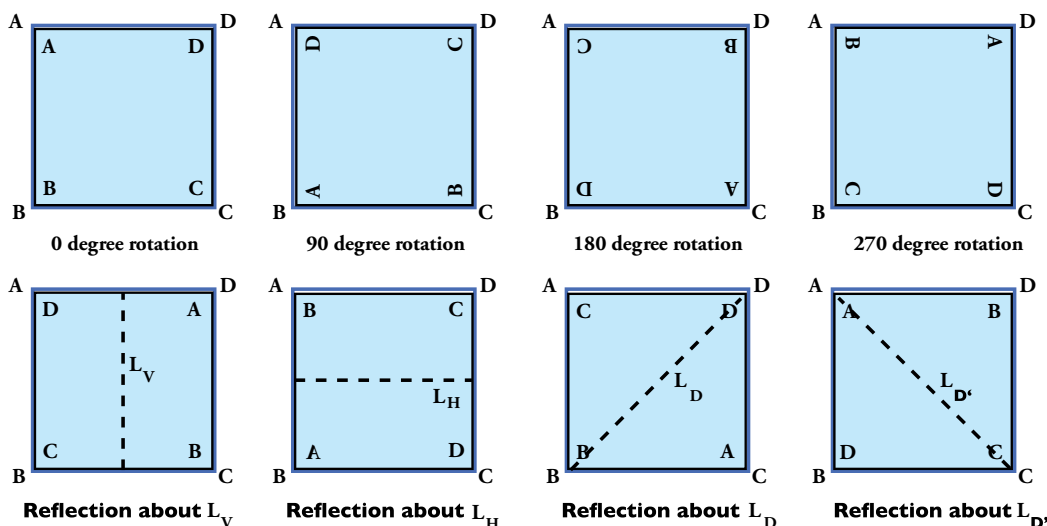 A D A D A D A D
A D D C C B B A
B C A B D A C D
B C B C B C B C
0 degree rotation 90 degree rotation 180 degree rotation 270 degree rotation
A D A D A D A D
D A B C C D A B
L_V L_H L_D L_D'
C B A D B A D C
B C B C B C B C
Reflection about L_V Reflection about L_H Reflection about L_D Reflection about L_D'